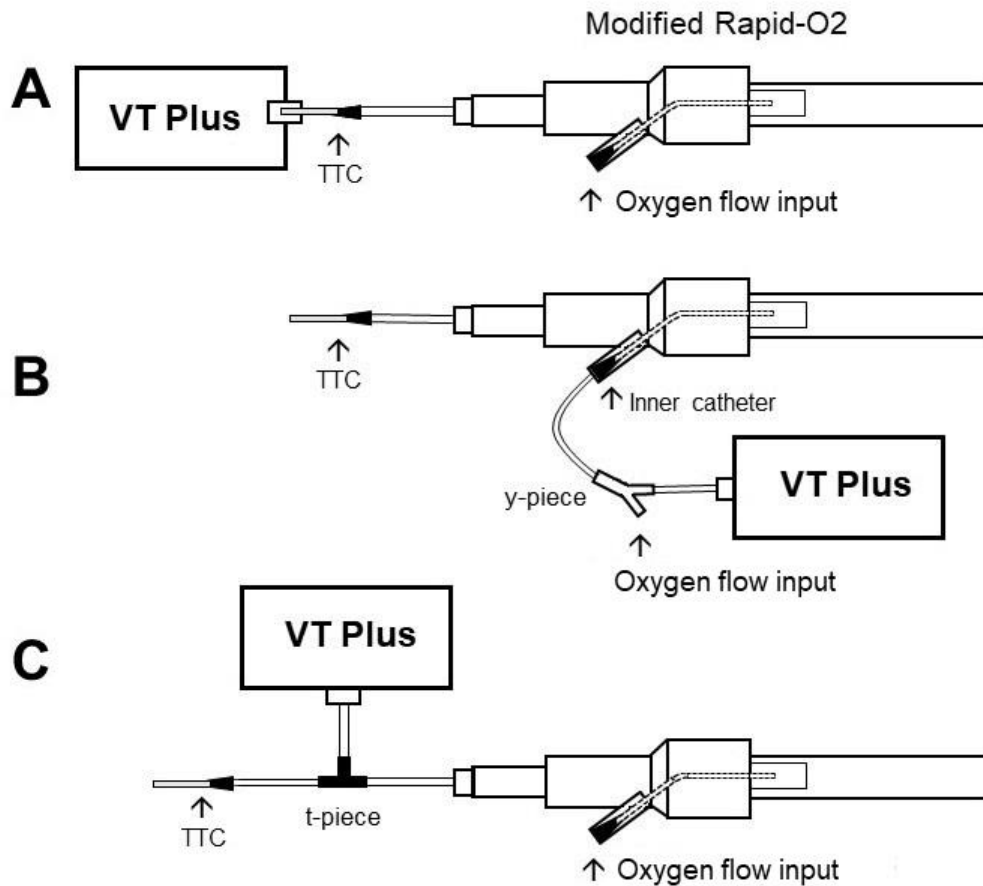 Modified Rapid-O2
A
VT Plus
TTC
Oxygen flow input
B
TTC
Inner catheter
y-piece
VT Plus
Oxygen flow input
C
VT Plus
TTC
t-piece
Oxygen flow input